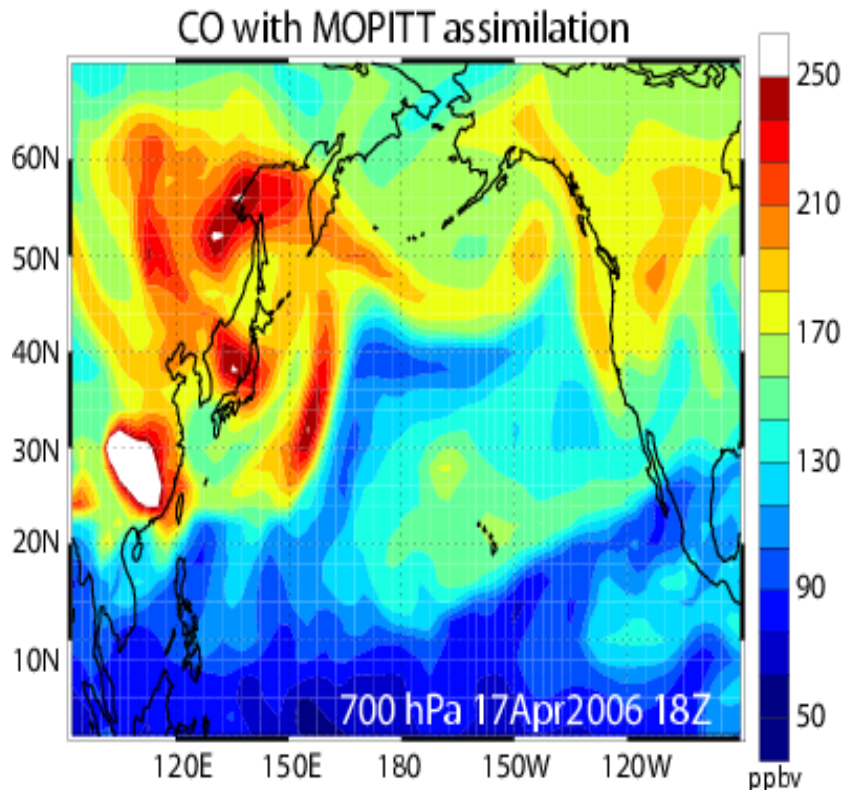 CO with MOPITT assimilation
60N
50N
40N
30N
20N
10N
250
210
170
130
90
50
ppbv
700 hPa 17Apr2006 18Z
120E 150E 180 150W 120W